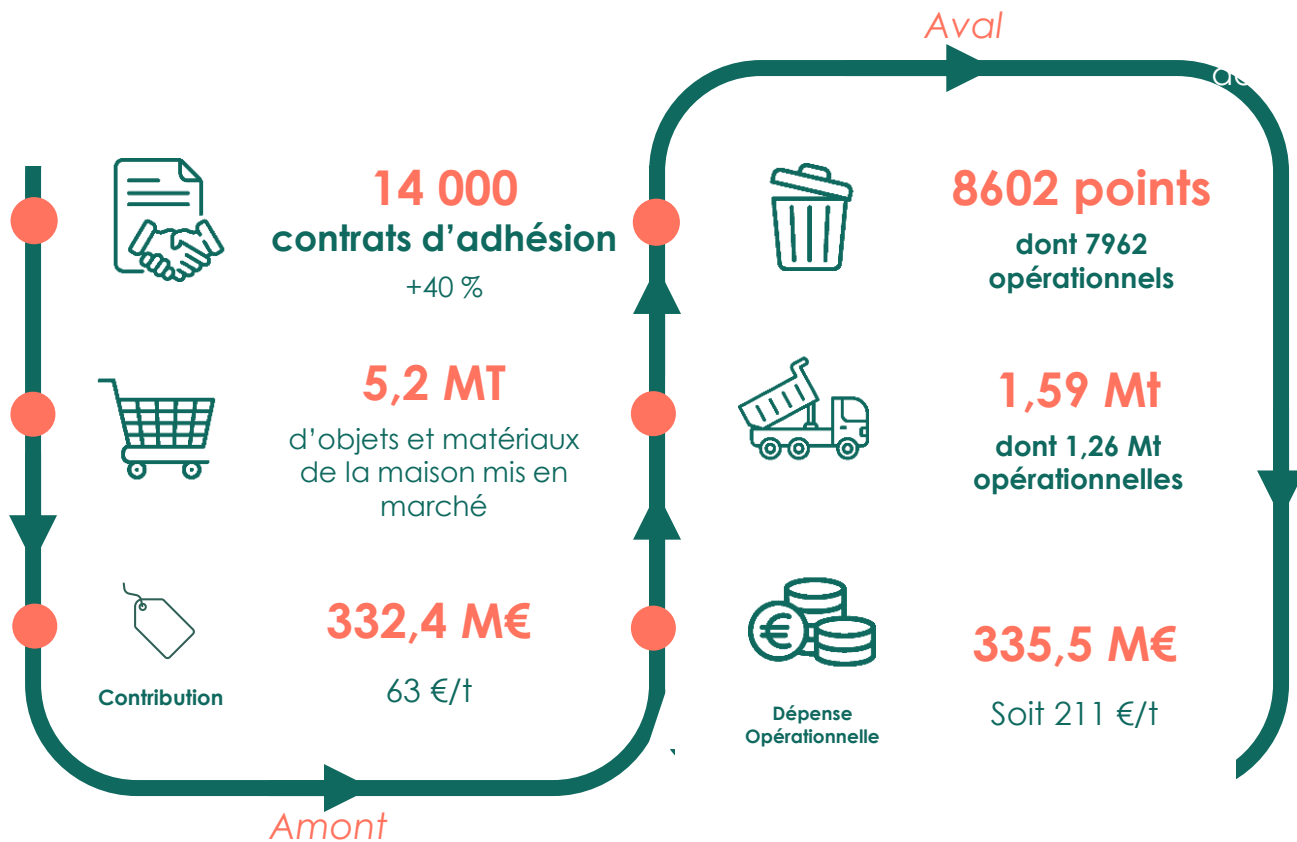 Aval
14 000
contrats d'adhésion
+40 %
5,2 MT
d'objets et matériaux
de la maison mis en
marché
332,4 M€
63 €/t
Contribution
Amont
8602 points
dont 7962
opérationnels
1,59 Mt
dont 1,26 Mt
opérationnelles
335,5 M€
Soit 211 €/t
Dépense
Opérationnelle